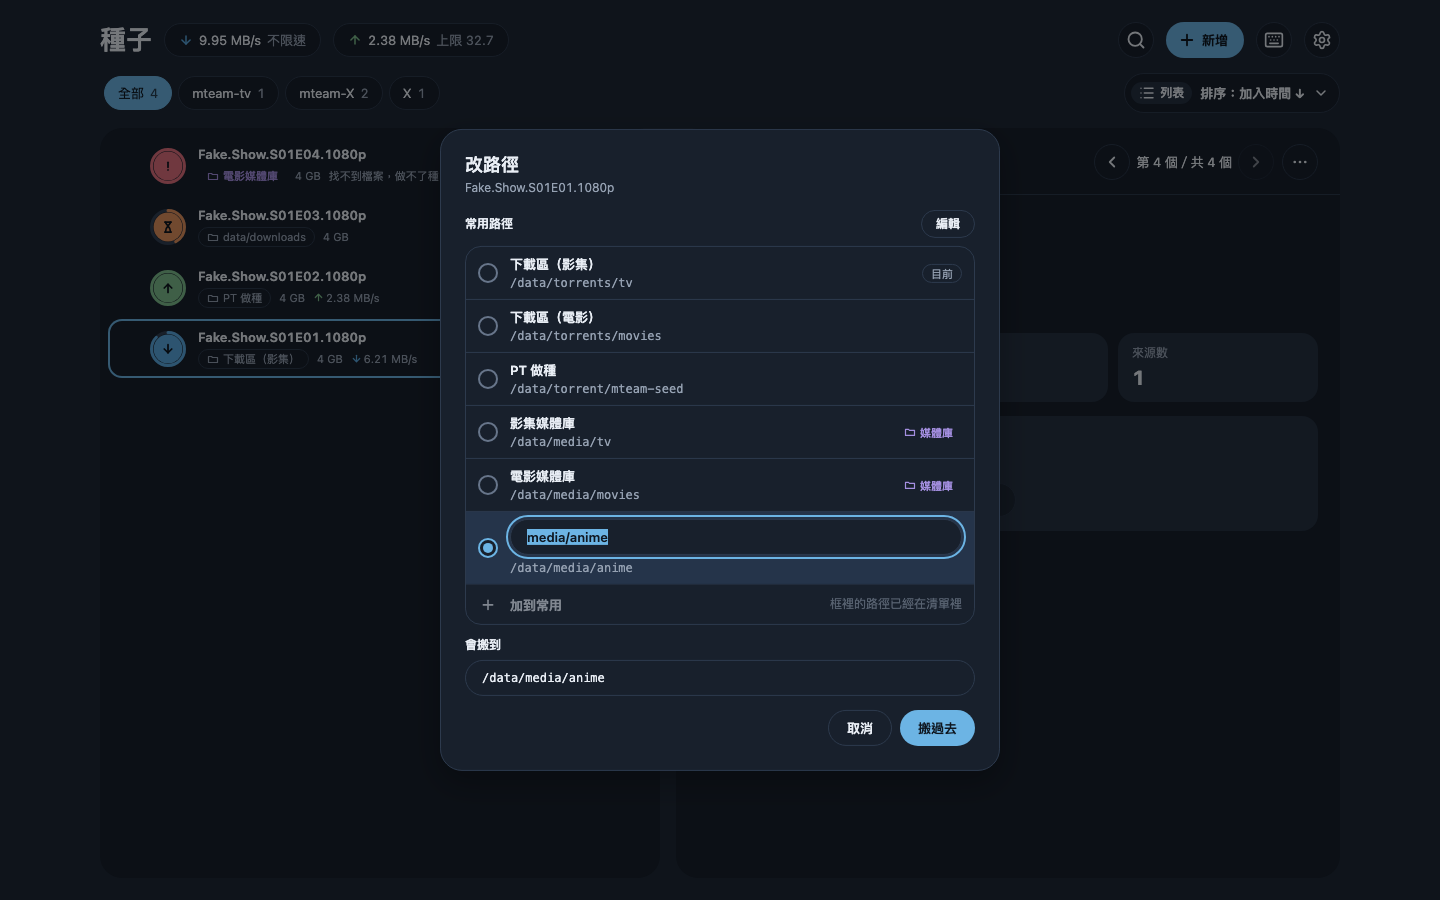 種子
9.95 MB/s 不限速
2.38 MB/s 上限 32.7
新增
全部 4
mteam-tv 1
mteam-X 2
X 1
列表
排序：加入時間
Fake.Show.S01E04.1080p
電影媒體庫 4 GB 找不到檔案，做不了種
Fake.Show.S01E03.1080p
data/downloads 4 GB
Fake.Show.S01E02.1080p
PT 做種 4 GB 2.38 MB/s
Fake.Show.S01E01.1080p
下載區（影集） 4 GB 6.21 MB/s
第 4 個 / 共 4 個
來源數
1
改路徑
Fake.Show.S01E01.1080p
常用路徑
編輯
下載區（影集）
/data/torrents/tv
目前
下載區（電影）
/data/torrents/movies
PT 做種
/data/torrent/mteam-seed
影集媒體庫
/data/media/tv
媒體庫
電影媒體庫
/data/media/movies
媒體庫
media/anime
/data/media/anime
加到常用
框裡的路徑已經在清單裡
會搬到
/data/media/anime
取消
搬過去